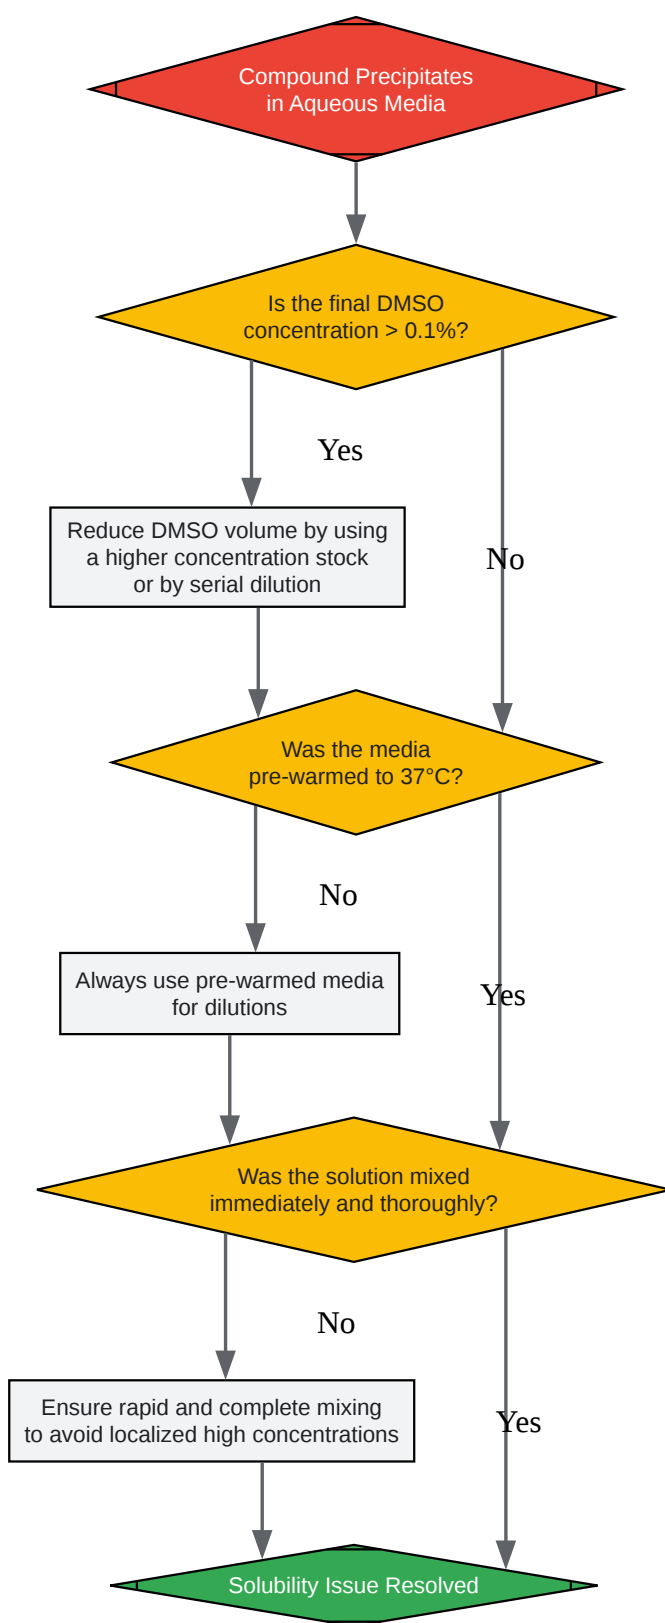 Compound Precipitates
in Aqueous Media
Is the final DMSO
concentration > 0.1%?
Yes
Reduce DMSO volume by using
a higher concentration stock
or by serial dilution
No
Was the media
pre-warmed to 37°C?
No
Always use pre-warmed media
for dilutions
Yes
Was the solution mixed
immediately and thoroughly?
No
Ensure rapid and complete mixing
to avoid localized high concentrations
Yes
Solubility Issue Resolved